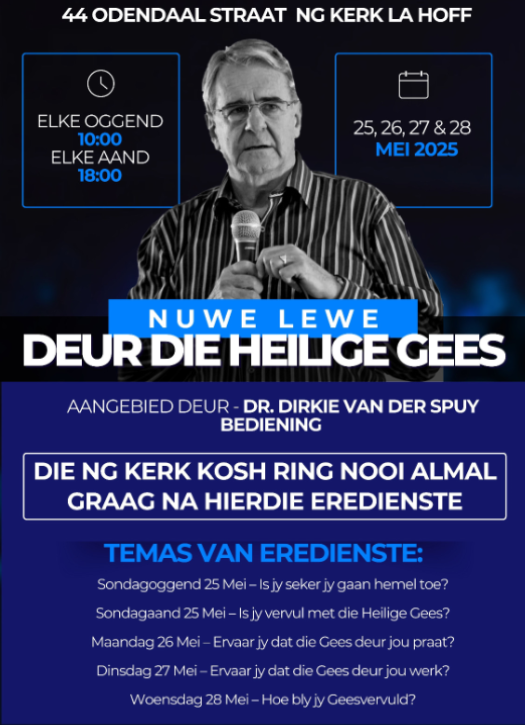 44 ODENDAAL STRAAT NG KERK LA HOFF
ELKE OGGEND
10:00
ELKE AAND
18:00
25, 26, 27 & 28
MEI 2025
NUWE LEWE
DEUR DIE HEILIGE GEES
AANGEBIED DEUR - DR. DIRKIE VAN DER SPUY
BEDIENING
DIE NG KERK KOSH RING NOOI ALMAL
GRAAG NA HIERDIE EREDIENSTE
TEMAS VAN EREDIENSTE:
Sondagoggend 25 Mei – Is jy seker jy gaan hemel toe?
Sondagaand 25 Mei – Is jy vervul met die Heilige Gees?
Maandag 26 Mei – Ervaar jy dat die Gees deur jou praat?
Dinsdag 27 Mei – Ervaar jy dat die Gees deur jou werk?
Woensdag 28 Mei – Hoe bly jy Geesvervuld?